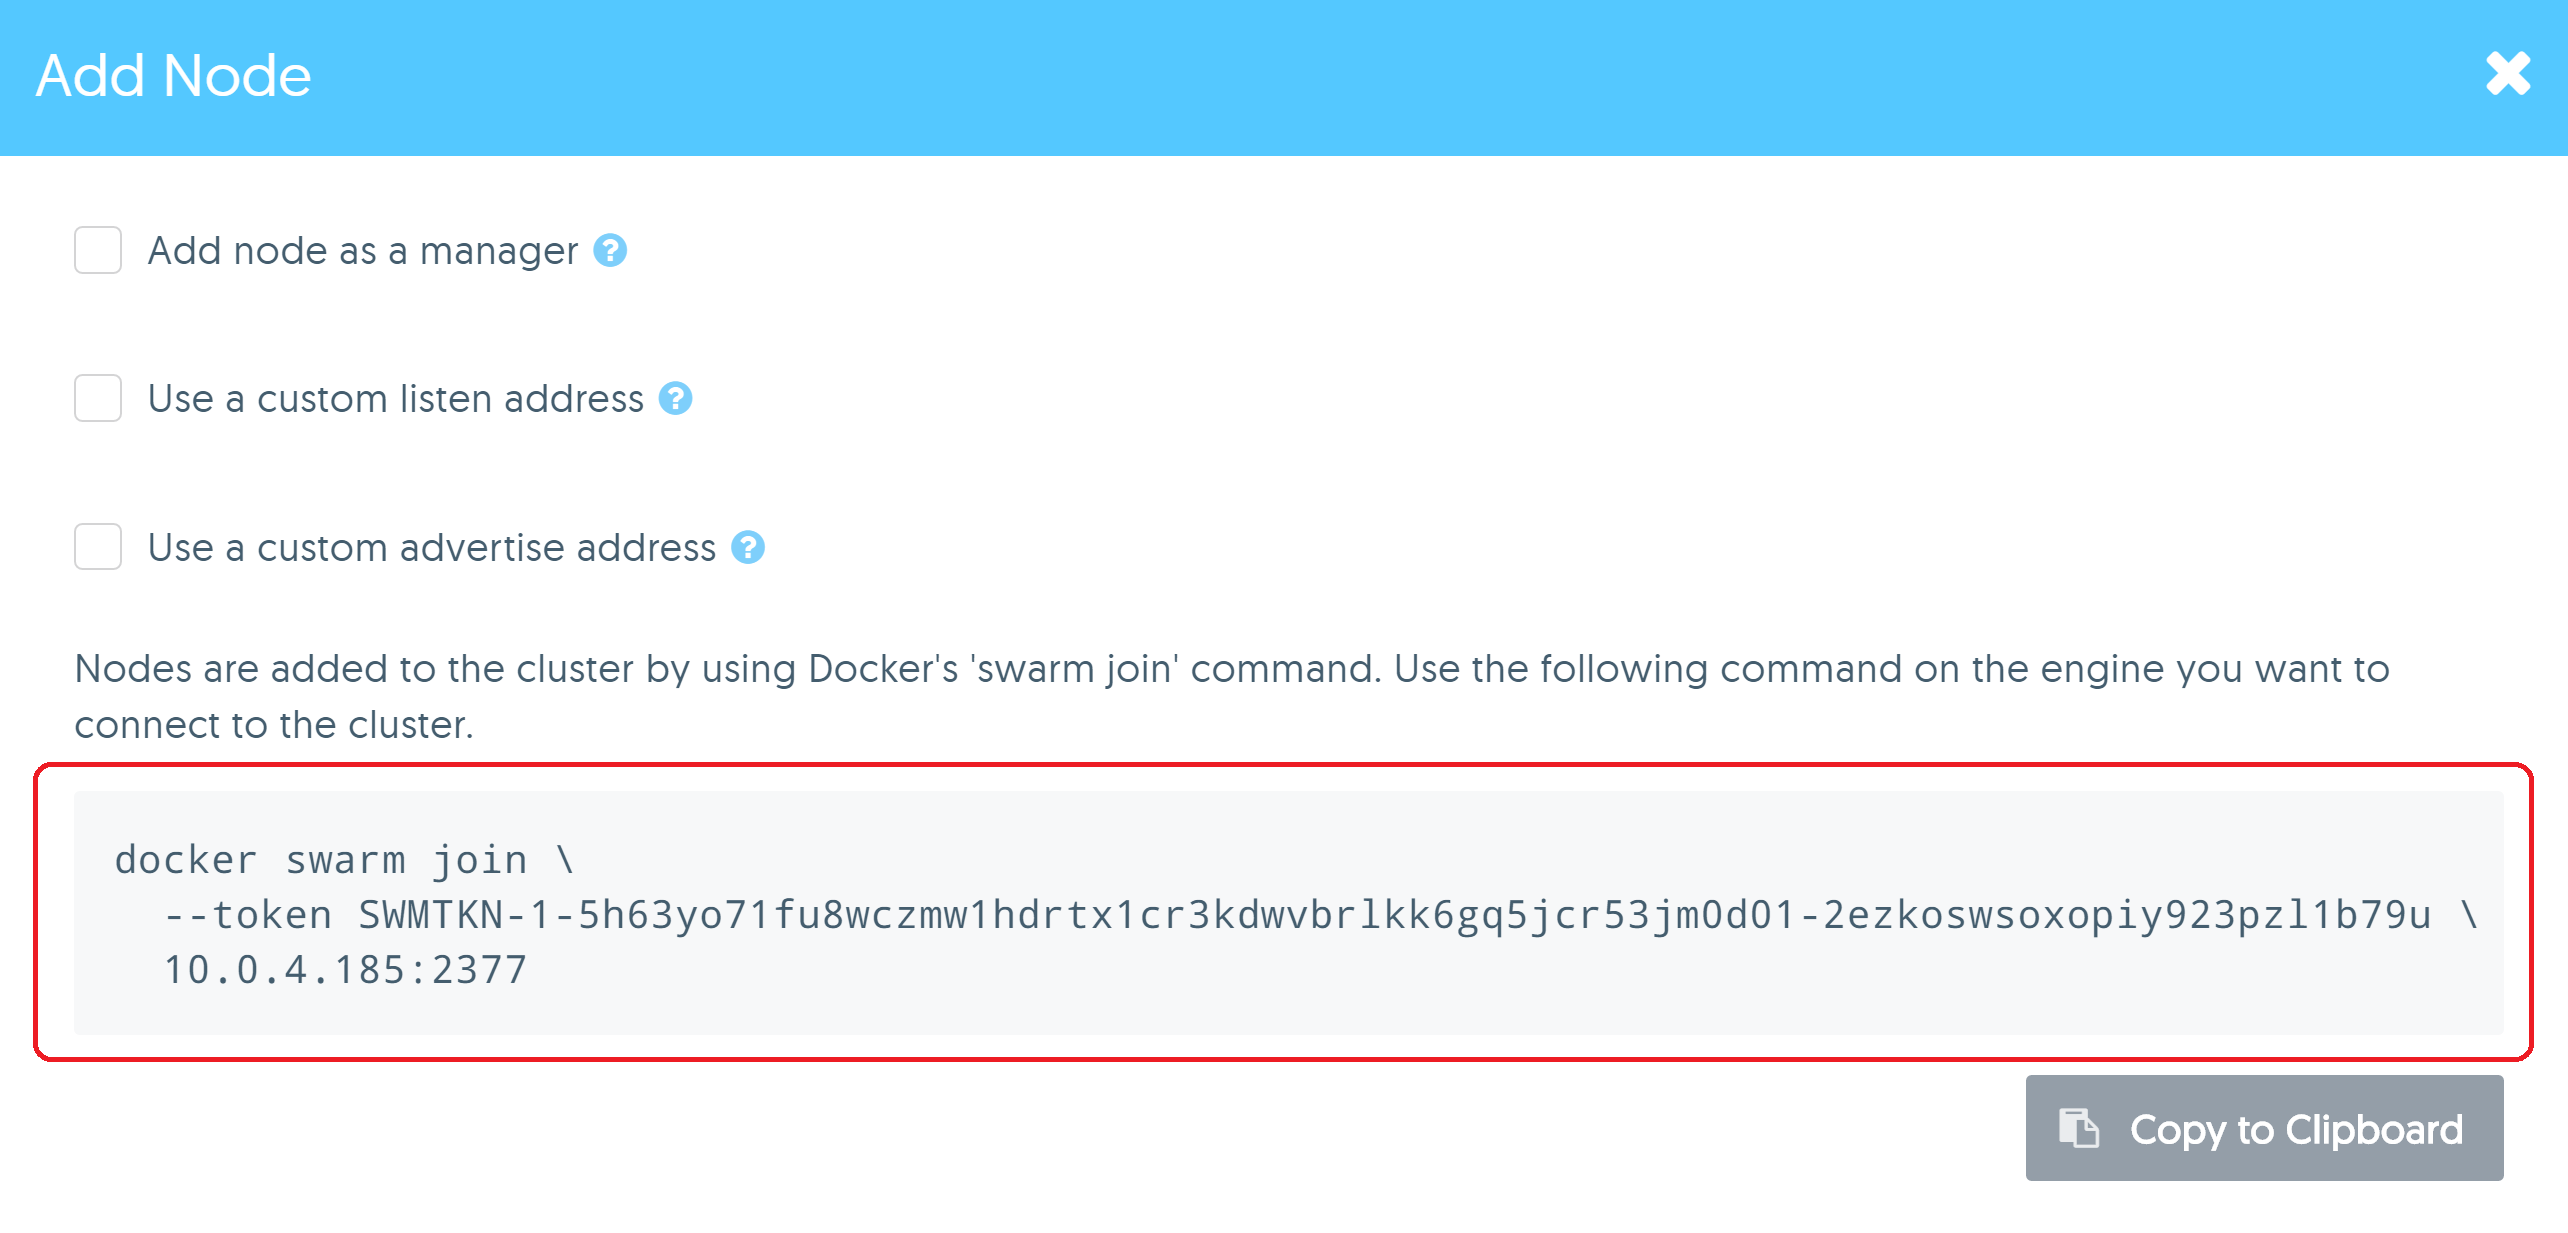 Add Node
Add node as a manager ?
Use a custom listen address ?
Use a custom advertise address ?
Nodes are added to the cluster by using Docker's 'swarm join' command. Use the following command on the engine you want to
connect to the cluster.
docker swarm join \
--token SWMTKN-1-5h63yo71fu8wczmw1hdrtx1cr3kdwvbrlkk6gq5jcr53jm0d01-2ezkoswsoxopiy923pzl1b79u \
10.0.4.185:2377
Copy to Clipboard